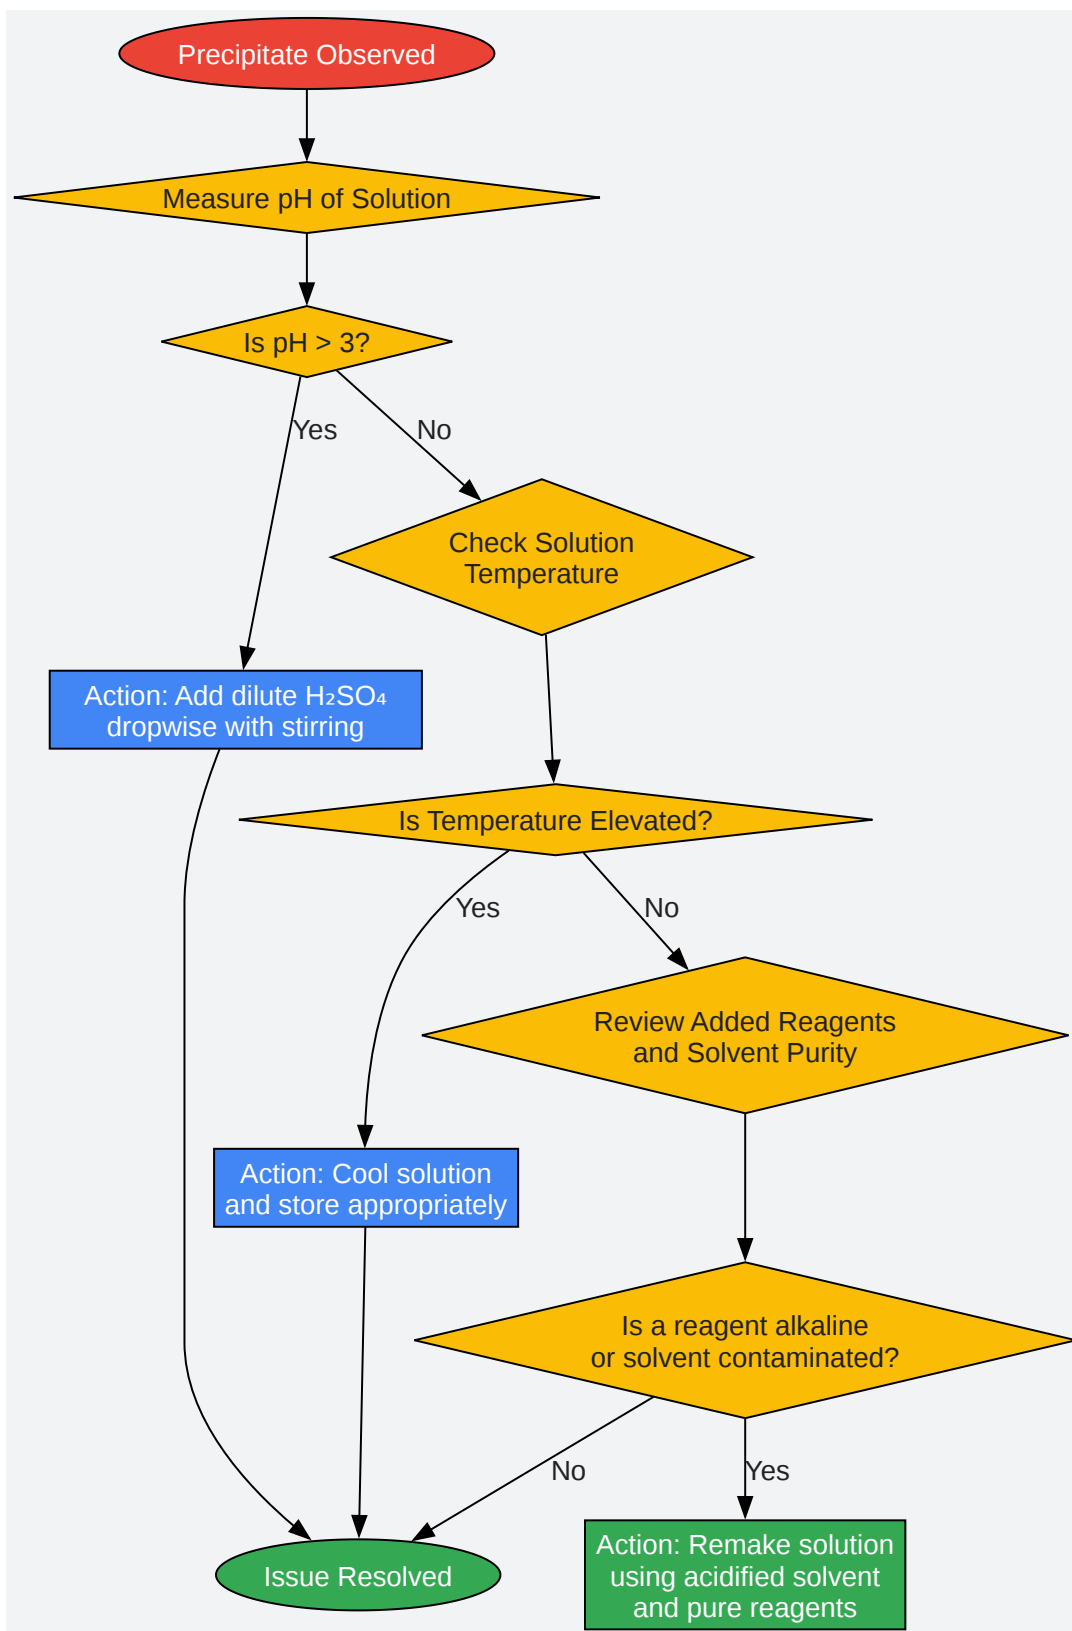 Precipitate Observed
Measure pH of Solution
Is pH > 3?
Yes
No
Check Solution
Temperature
Action: Add dilute H₂SO₄
dropwise with stirring
Is Temperature Elevated?
Yes
No
Review Added Reagents
and Solvent Purity
Action: Cool solution
and store appropriately
Is a reagent alkaline
or solvent contaminated?
No
Yes
Issue Resolved
Action: Remake solution
using acidified solvent
and pure reagents